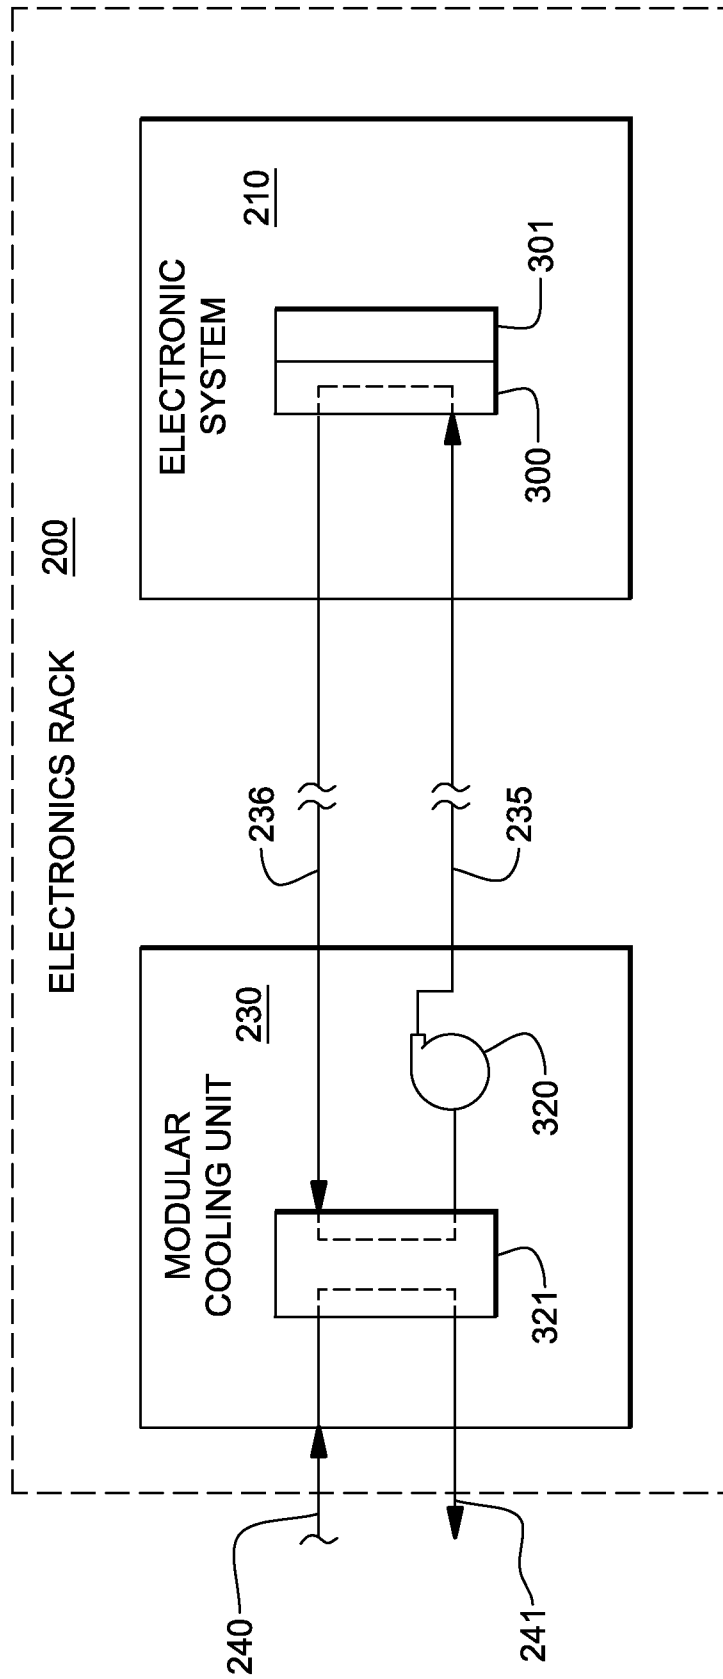 ELECTRONICS RACK
200
MODULAR
COOLING UNIT
230
ELECTRONIC
SYSTEM
210
240
236
241
321
320
235
300
301